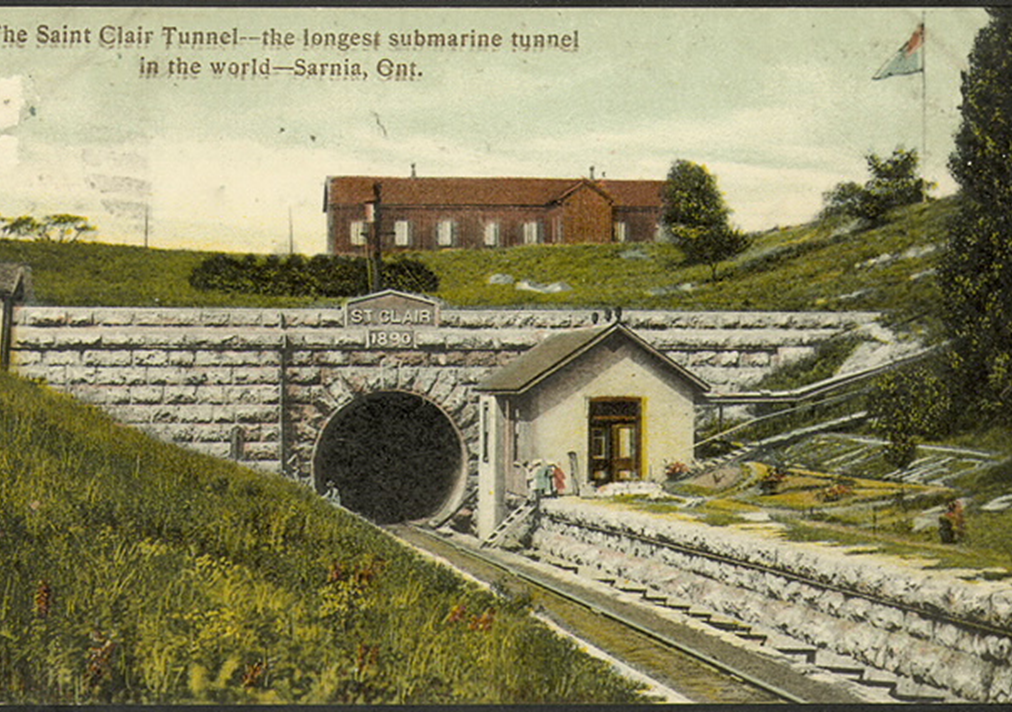 The Saint Clair Tunnel--the longest submarine tunnel
in the world--Sarnia, Ont.
ST CLAIR
1890